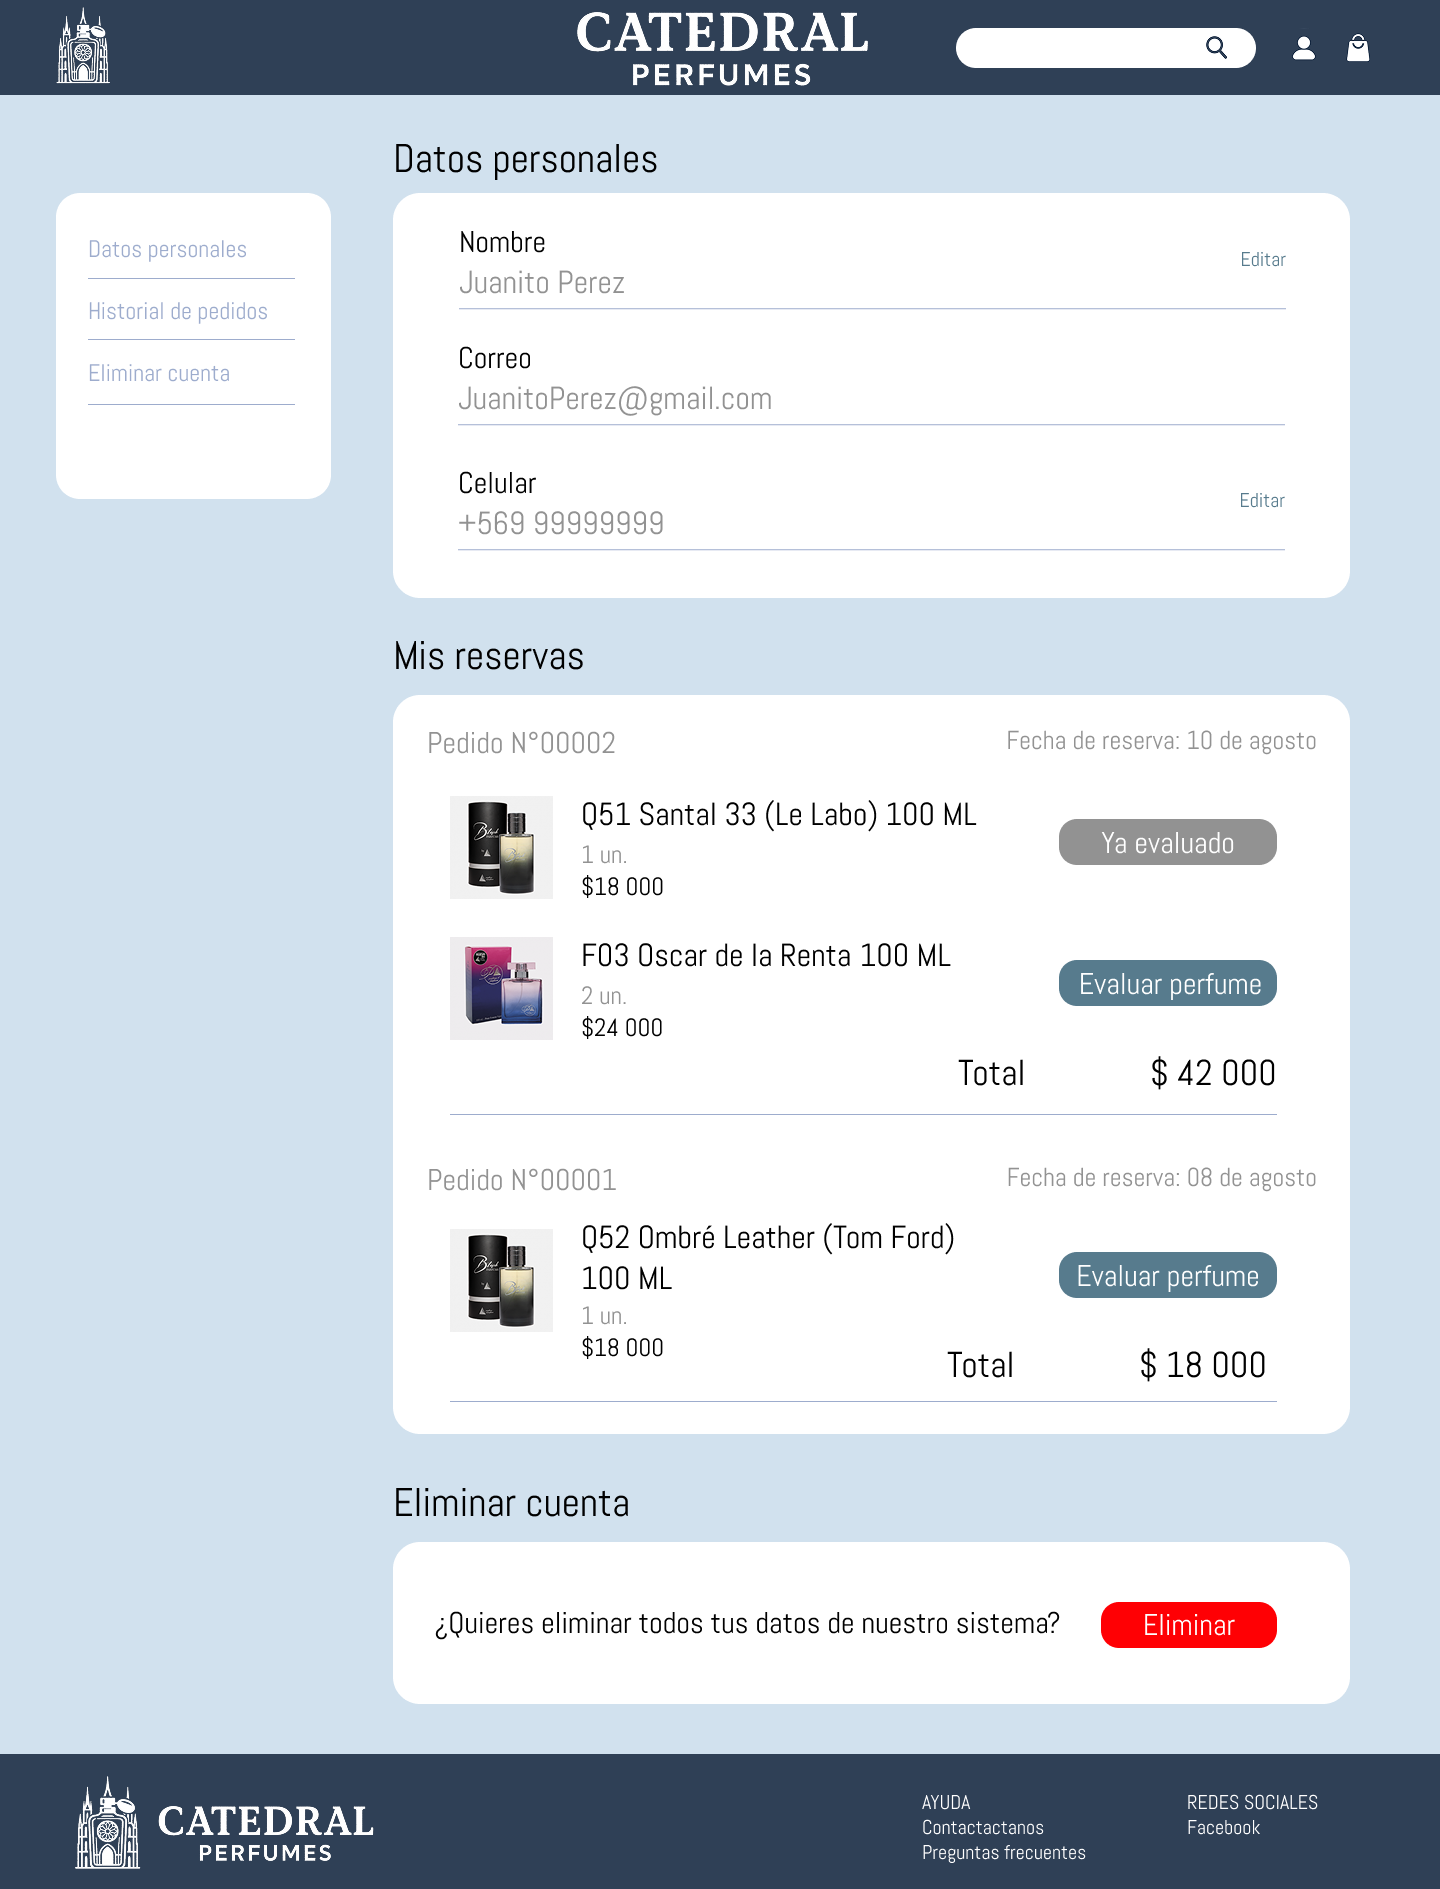 CATEDRAL
PERFUMES
Datos personales
Datos personales
Historial de pedidos
Eliminar cuenta
Nombre
Juanito Perez
Editar
Correo
JuanitoPerez@gmail.com
Celular
+569 99999999
Editar
Mis reservas
Pedido N°00002
Fecha de reserva: 10 de agosto
Q51 Santal 33 (Le Labo) 100 ML
1 un.
$18 000
Ya evaluado
F03 Oscar de la Renta 100 ML
2 un.
$24 000
Evaluar perfume
Total $ 42 000
Pedido N°00001
Fecha de reserva: 08 de agosto
Q52 Ombré Leather (Tom Ford)
100 ML
1 un.
$18 000
Evaluar perfume
Total $ 18 000
Eliminar cuenta
¿Quieres eliminar todos tus datos de nuestro sistema?
Eliminar
CATEDRAL
PERFUMES
AYUDA
Contactactanos
Preguntas frecuentes
REDES SOCIALES
Facebook